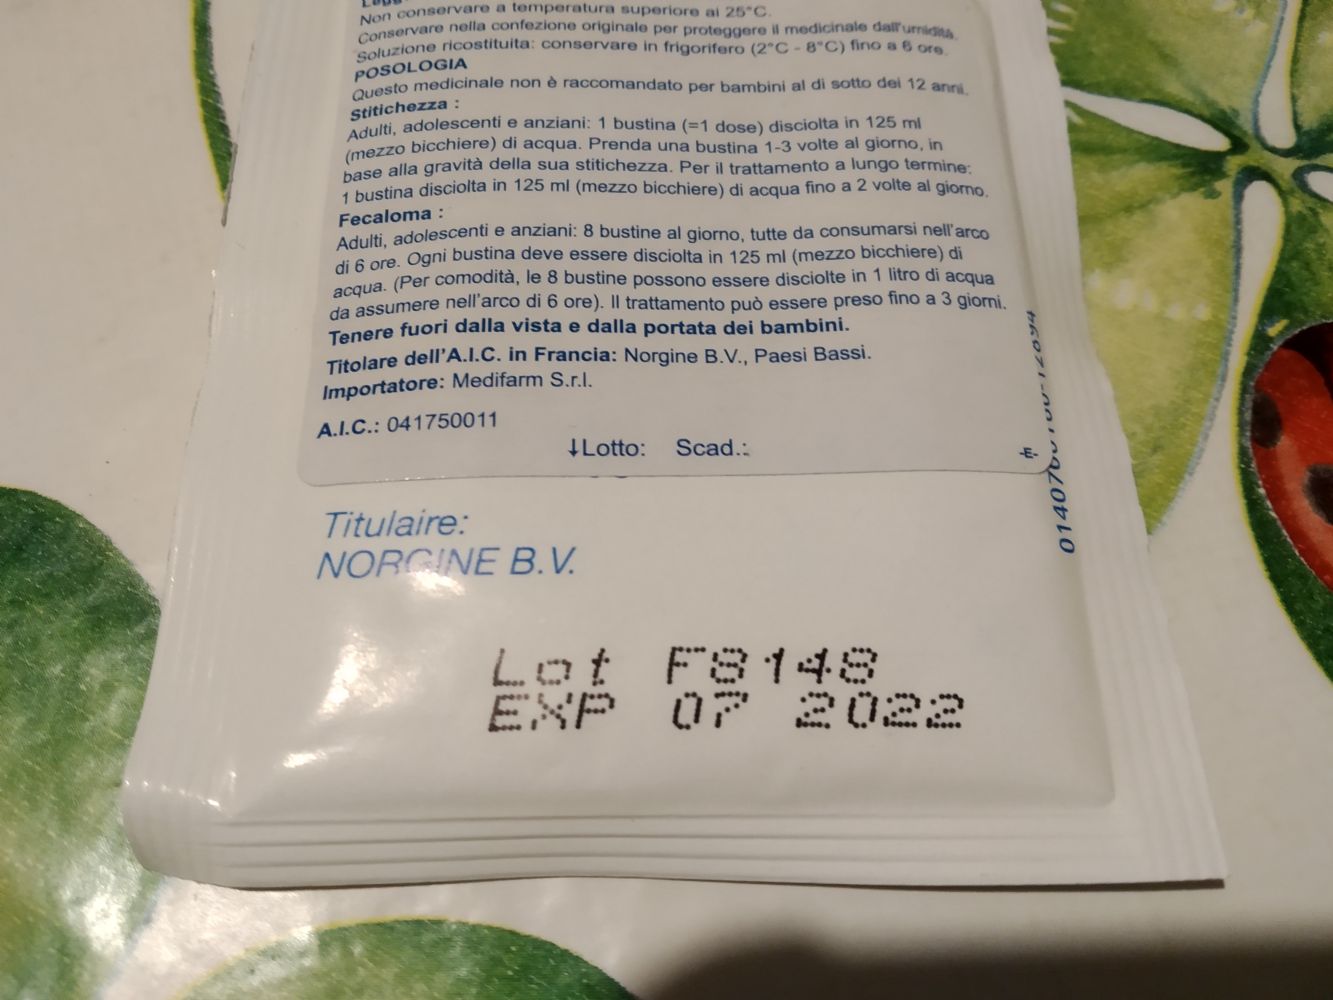 Non conservare a temperatura superiore ai 25°C.
Conservare nella confezione originale per proteggere il medicinale dall'umidità.
Soluzione ricostituita: conservare in frigorifero (2°C - 8°C) fino a 6 ore.
POSOLOGIA
Questo medicinale non è raccomandato per bambini al di sotto dei 12 anni.
Stitichezza :
Adulti, adolescenti e anziani: 1 bustina (=1 dose) disciolta in 125 ml
(mezzo bicchiere) di acqua. Prenda una bustina 1-3 volte al giorno, in
base alla gravità della sua stitichezza. Per il trattamento a lungo termine:
1 bustina disciolta in 125 ml (mezzo bicchiere) di acqua fino a 2 volte al giorno.
Fecaloma :
Adulti, adolescenti e anziani: 8 bustine al giorno, tutte da consumarsi nell'arco
di 6 ore. Ogni bustina deve essere disciolta in 125 ml (mezzo bicchiere) di
acqua. (Per comodità, le 8 bustine possono essere disciolte in 1 litro di acqua
da assumere nell'arco di 6 ore). Il trattamento può essere preso fino a 3 giorni.
Tenere fuori dalla vista e dalla portata dei bambini.
Titolare dell'A.I.C. in Francia: Norgine B.V., Paesi Bassi.
Importatore: Medifarm S.r.l.
A.I.C.: 041750011
↓Lotto: Scad.:
-E-
Titulaire:
NORGINE B.V.
Lot F8148
EXP 07 2022